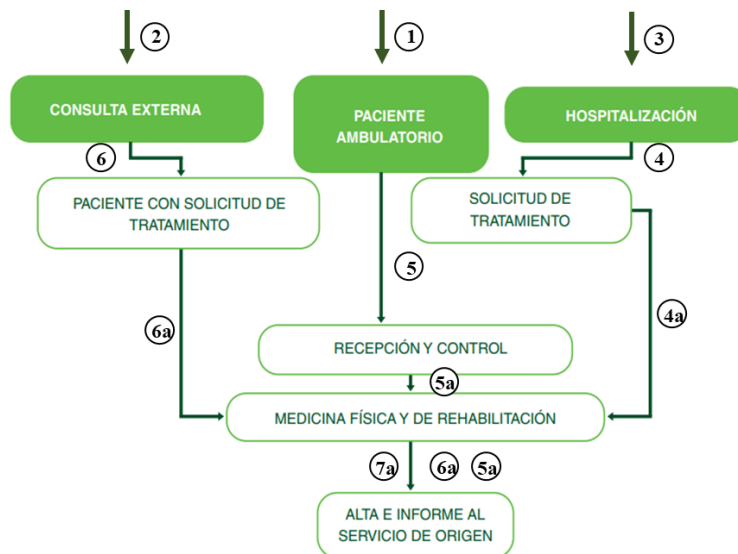 2
1
3
CONSULTA EXTERNA
PACIENTE
AMBULATORIO
HOSPITALIZACIÓN
6
4
PACIENTE CON SOLICITUD DE
TRATAMIENTO
SOLICITUD DE
TRATAMIENTO
5
6a
4a
RECEPCIÓN Y CONTROL
5a
MEDICINA FÍSICA Y DE REHABILITACIÓN
7a 6a 5a
ALTA E INFORME AL
SERVICIO DE ORIGEN